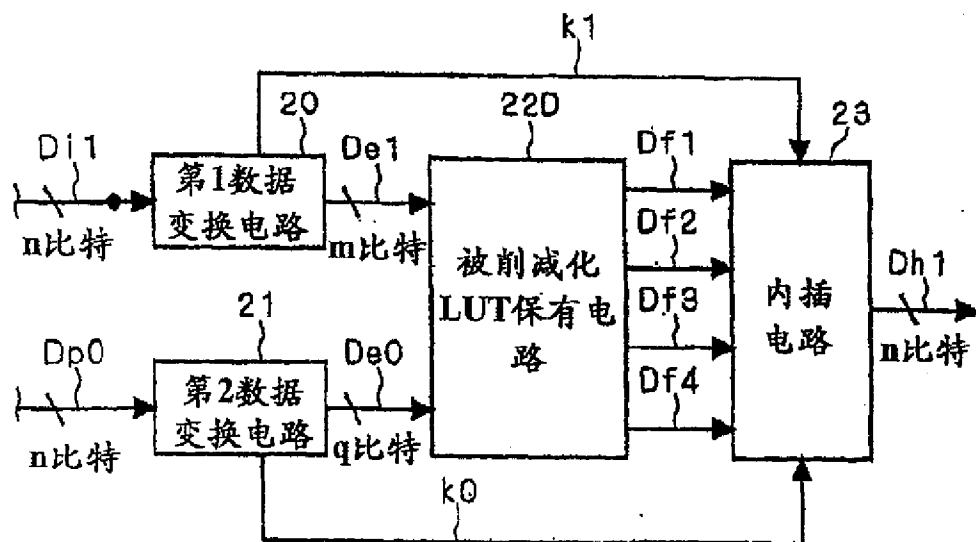 k1
20
22D
23
Di1
De1
Df1
第1数据
变换电路
n比特
m比特
Df2
被削减化
LUT保有电
路
内插
电路
Dh1
n比特
21
Df3
Dp0
De0
第2数据
变换电路
Df4
n比特
q比特
k0